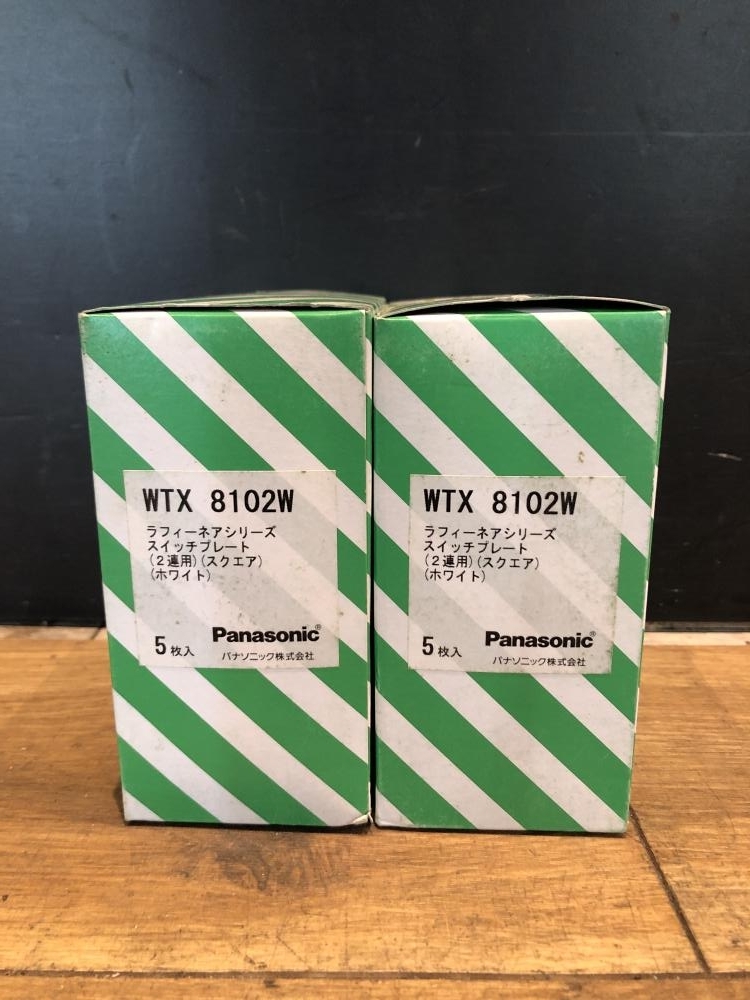 WTX 8102W
ラフィーネアシリーズ
スイッチプレート
(2連用)(スクエア)
(ホワイト)
5枚入 Panasonic®
パナソニック株式会社
WTX 8102W
ラフィーネアシリーズ
スイッチプレート
(2連用)(スクエア)
(ホワイト)
5枚入 Panasonic®
パナソニック株式会社